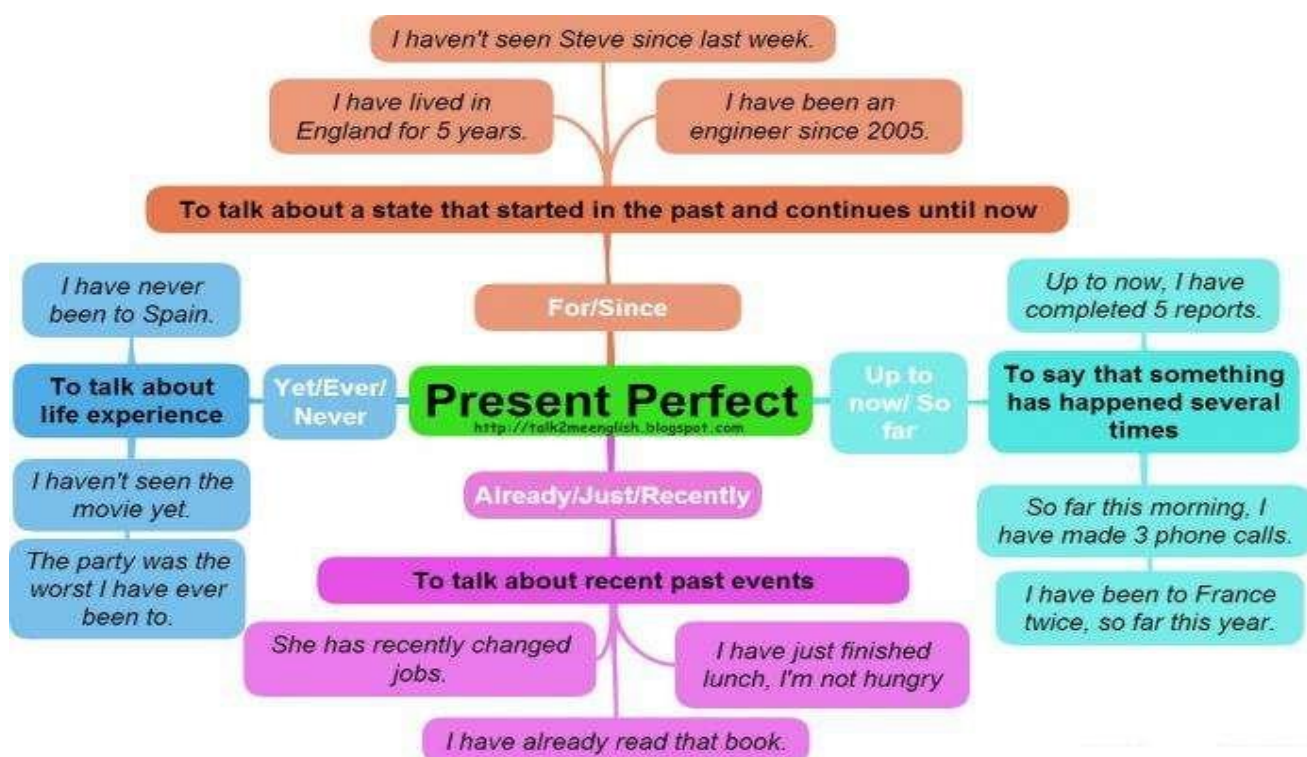 I haven't seen Steve since last week.
I have lived in
England for 5 years.
I have been an
engineer since 2005.
To talk about a state that started in the past and continues until now
For/Since
I have never
been to Spain.
To talk about
life experience
Yet/Ever/
Never
I haven't seen the
movie yet.
The party was the
worst I have ever
been to.
Present Perfect
http://talk2meenglish.blogspot.com
Up to
now/ So
far
Up to now, I have
completed 5 reports.
To say that something
has happened several
times
So far this morning, I
have made 3 phone calls.
I have been to France
twice, so far this year.
Already/Just/Recently
To talk about recent past events
She has recently changed
jobs.
I have just finished
lunch, I'm not hungry
I have already read that book.